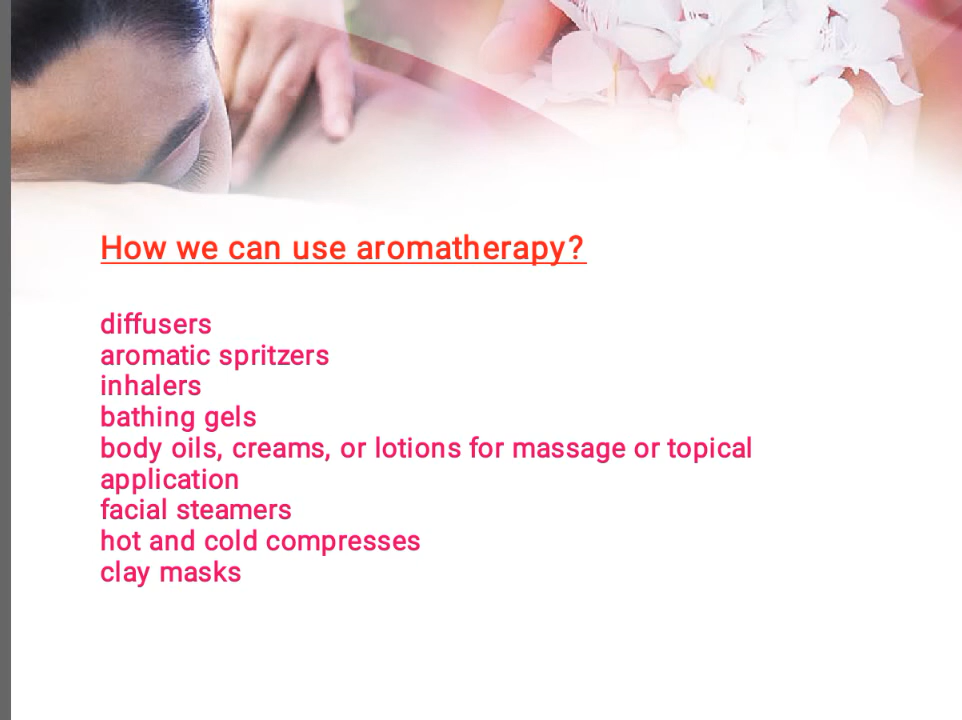 How we can use aromatherapy?
diffusers
aromatic spritzers
inhalers
bathing gels
body oils, creams, or lotions for massage or topical
application
facial steamers
hot and cold compresses
clay masks